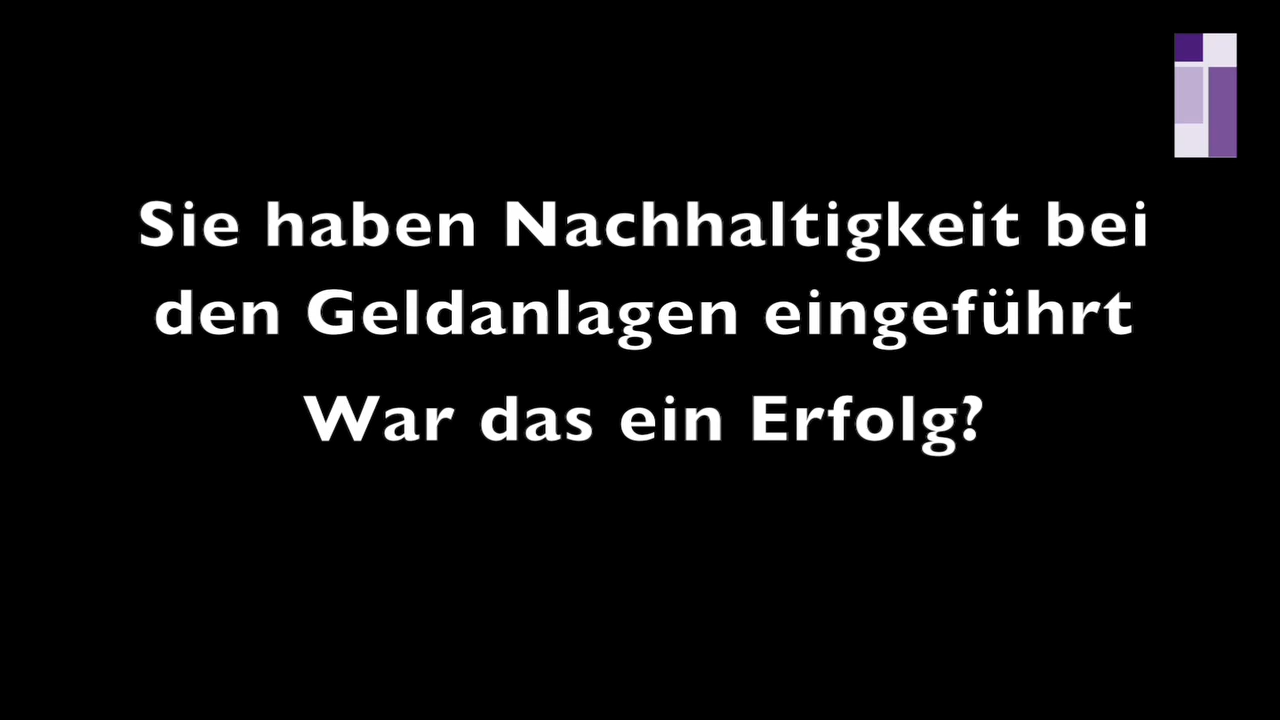 Sie haben Nachhaltigkeit bei
den Geldanlagen eingeführt
War das ein Erfolg?